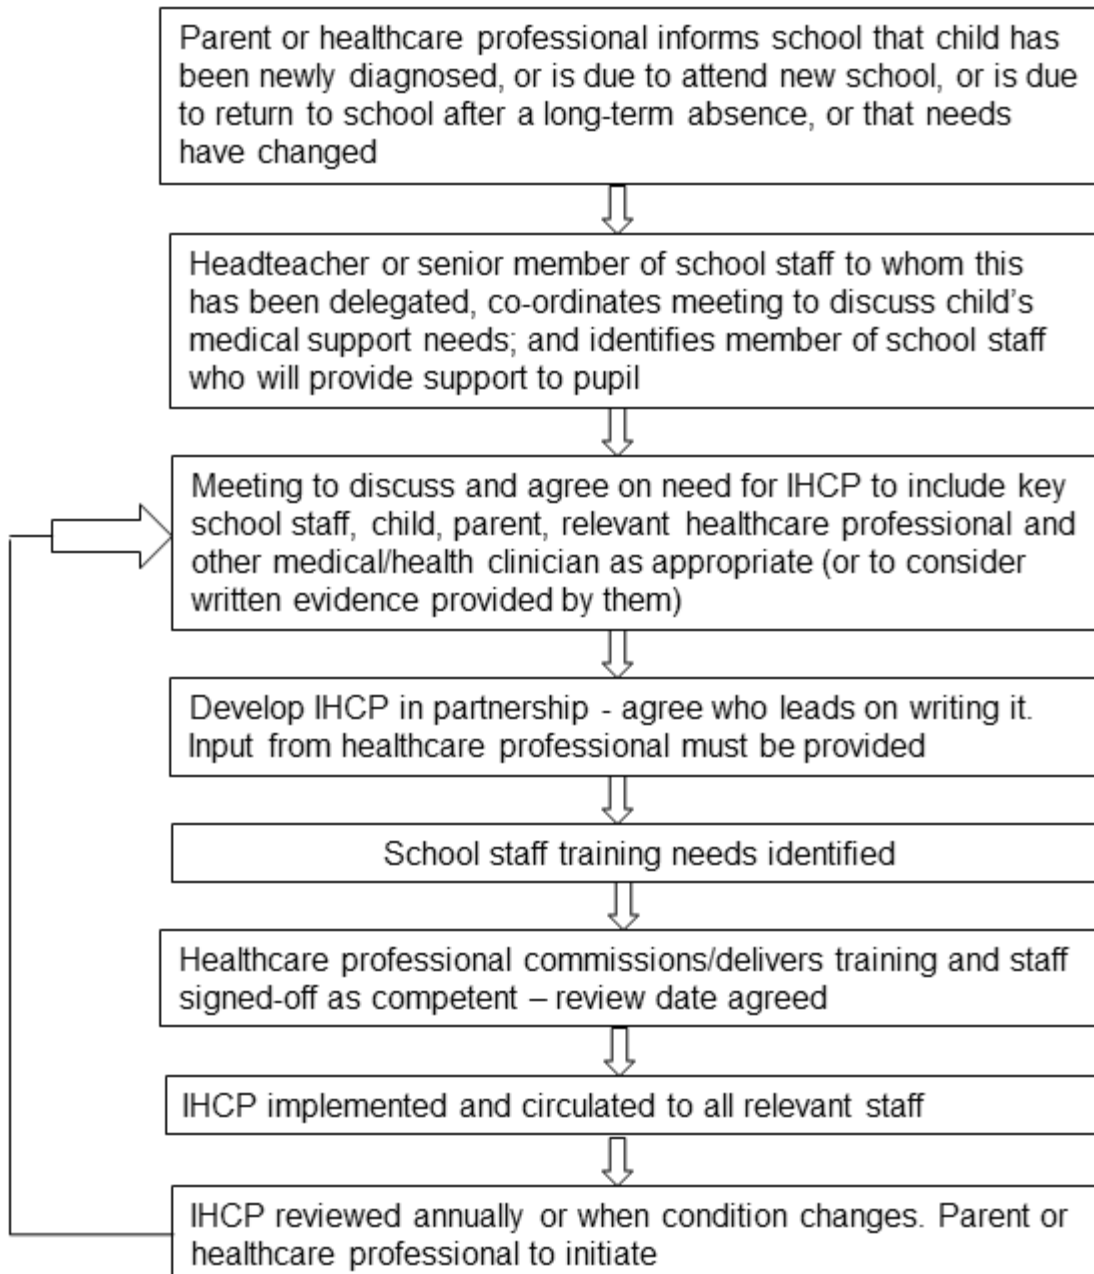 Parent or healthcare professional informs school that child has
been newly diagnosed, or is due to attend new school, or is due
to return to school after a long-term absence, or that needs
have changed
Headteacher or senior member of school staff to whom this
has been delegated, co-ordinates meeting to discuss child’s
medical support needs; and identifies member of school staff
who will provide support to pupil
Meeting to discuss and agree on need for IHCP to include key
school staff, child, parent, relevant healthcare professional and
other medical/health clinician as appropriate (or to consider
written evidence provided by them)
Develop IHCP in partnership - agree who leads on writing it.
Input from healthcare professional must be provided
School staff training needs identified
Healthcare professional commissions/delivers training and staff
signed-off as competent – review date agreed
IHCP implemented and circulated to all relevant staff
IHCP reviewed annually or when condition changes. Parent or
healthcare professional to initiate